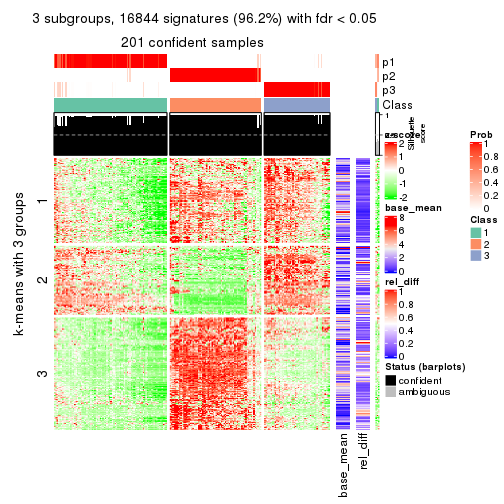 3 subgroups, 16844 signatures (96.2%) with fdr < 0.05
201 confident samples
p1
p2
p3
Class
1
Silhouette
score
k-means with 3 groups
1
2
3
base_mean
rel_diff
z-score
2
1
0
-1
-2
base_mean
8
6
4
2
0
rel_diff
1
0.8
0.6
0.4
0.2
0
Status (barplots)
confident
ambiguous
Prob
1
0.8
0.6
0.4
0.2
0
Class
1
2
3